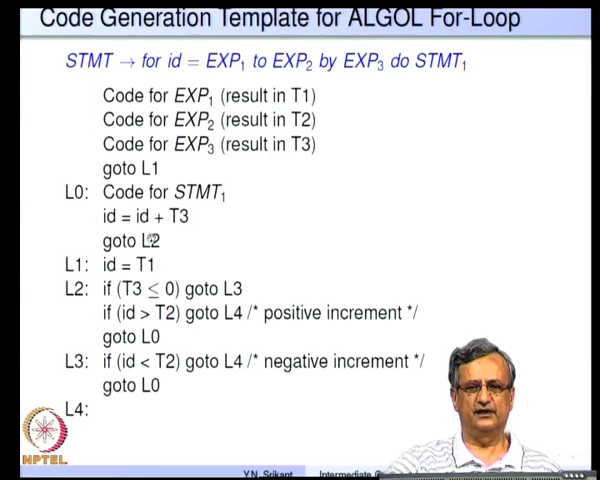 Code Generation Template for ALGOL For-Loop
STMT → for id = EXP₁ to EXP₂ by EXP₃ do STMT₁
Code for EXP₁ (result in T1)
Code for EXP₂ (result in T2)
Code for EXP₃ (result in T3)
goto L1
L0: Code for STMT₁
id = id + T3
goto L2
L1: id = T1
L2: if (T3 ≤ 0) goto L3
if (id > T2) goto L4 /* positive increment */
goto L0
L3: if (id < T2) goto L4 /* negative increment */
goto L0
L4:
NPTEL
Y.N. Srikant Intermediate